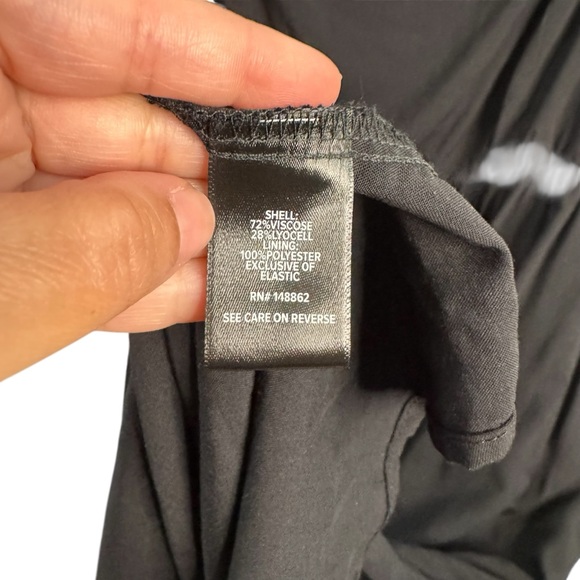 SHELL:
72%VISCOSE
28%LYOCELL
LINING:
100%POLYESTER
EXCLUSIVE OF
ELASTIC
RN# 148862
SEE CARE ON REVERSE